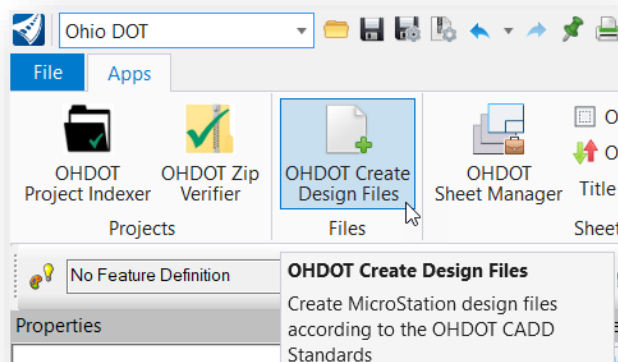 Ohio DOT
File
Apps
OHDOT
Project Indexer
OHDOT Zip
Verifier
OHDOT Create
Design Files
OHDOT
Sheet Manager
O
O
Title
Projects
Files
Sheet
No Feature Definition
OHDOT Create Design Files
Create MicroStation design files
according to the OHDOT CADD
Standards
Properties